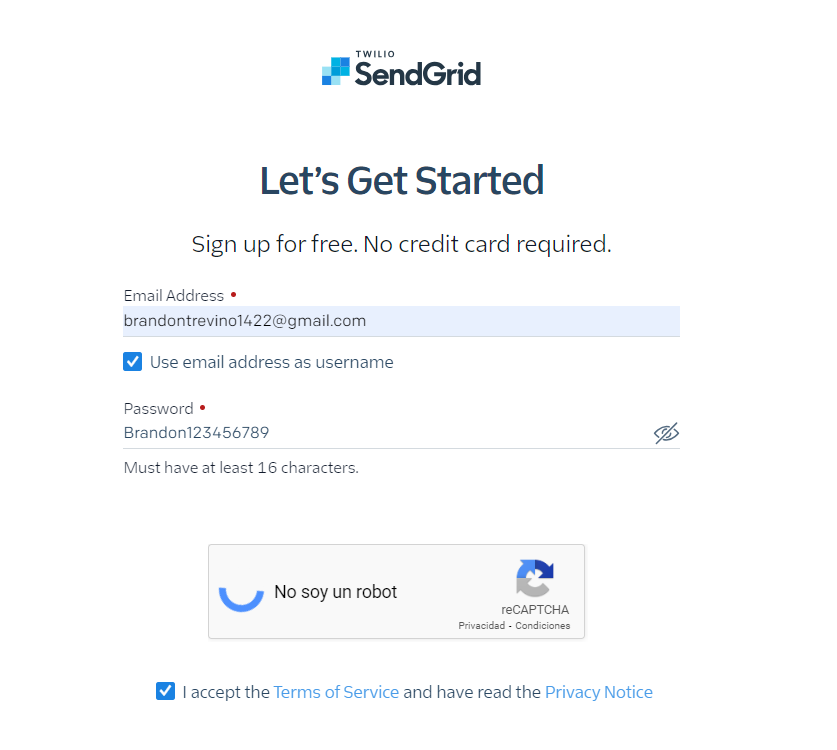 TWILIO
SendGrid
Let's Get Started
Sign up for free. No credit card required.
Email Address •
brandontrevino1422@gmail.com
Use email address as username
Password •
Brandon123456789
Must have at least 16 characters.
No soy un robot
reCAPTCHA
Privacidad - Condiciones
I accept the Terms of Service and have read the Privacy Notice